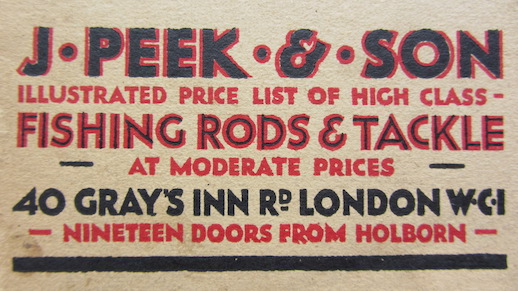 J·PEEK·&·SON
ILLUSTRATED PRICE LIST OF HIGH CLASS-
FISHING RODS & TACKLE
— AT MODERATE PRICES —
40 GRAY'S INN RD LONDON W·C·1
— NINETEEN DOORS FROM HOLBORN —